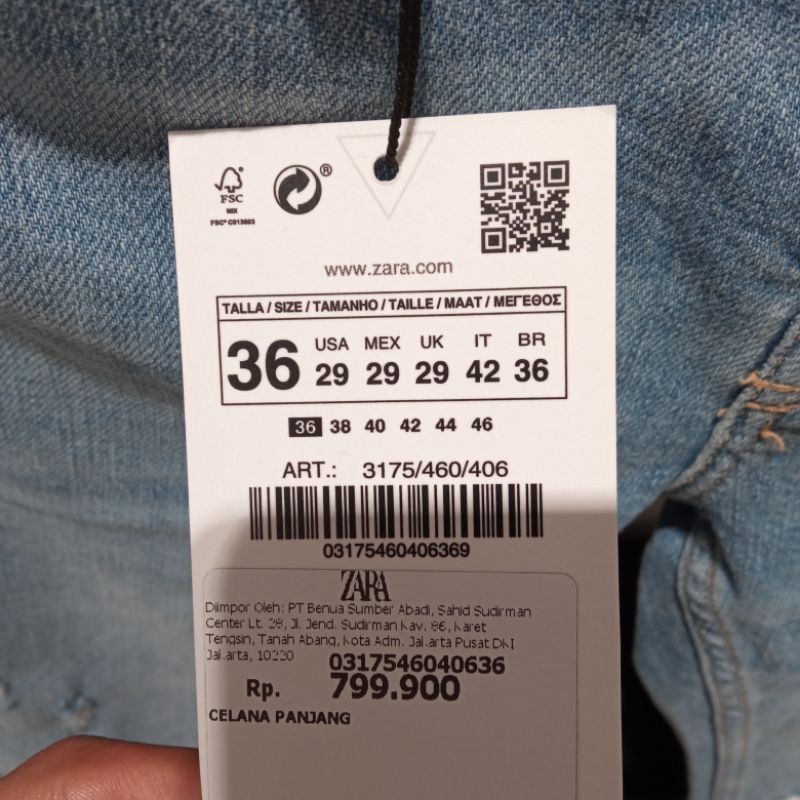 FSC
MIX
FSC® C013603
®
www.zara.com
TALLA / SIZE / TAMANHO / TAILLE / MAAT / ΜΕΓΕΘΟΣ
36 USA MEX UK IT BR
29 29 29 42 36
36 38 40 42 44 46
ART.: 3175/460/406
03175460406369
ZARA
Diimpor Oleh: PT Benua Sumber Abadi, Sahid Sudirman
Center Lt. 28, Jl. Jend. Sudirman Kav. 86, Karet
Tengsin, Tanah Abang, Kota Adm. Jakarta Pusat DKI
Jakarta, 10220
0317546040636
Rp. 799.900
CELANA PANJANG